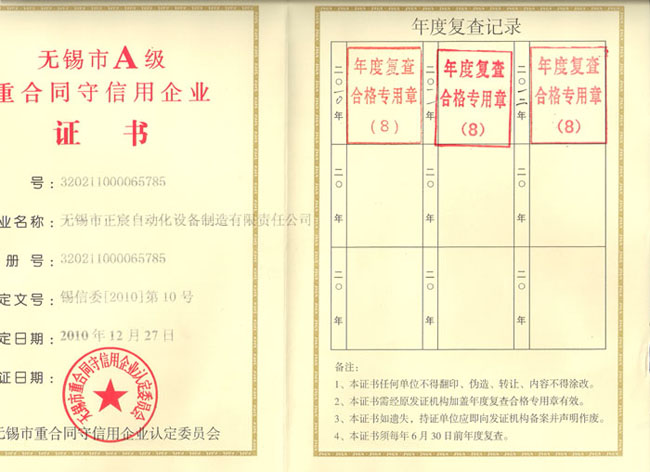 无锡市A级
重合同守信用企业
证 书
号：320211000065785
业名称：无锡市正宸自动化设备制造有限责任公司
册 号：320211000065785
定文号：锡信委[2010]第10号
定日期：2010年12月27日
证日期：
无锡市重合同守信用企业认定委员会
无锡市重合同守信用企业认定委员会
年度复查记录
二〇一〇年
年度复查
合格专用章
(8)
二〇一一年
年度复查
合格专用章
(8)
二〇一二年
年度复查
合格专用章
(8)
二〇 年
二〇 年
二〇 年
二〇 年
二〇 年
二〇 年
备注：
1、本证书任何单位不得翻印、伪造、转让、内容不得涂改。
2、本证书需经原发证机构加盖年度复查合格专用章有效。
3、本证书如遗失，持证单位应即向发证机构备案并声明作废。
4、本证书须每年6月30日前年度复查。